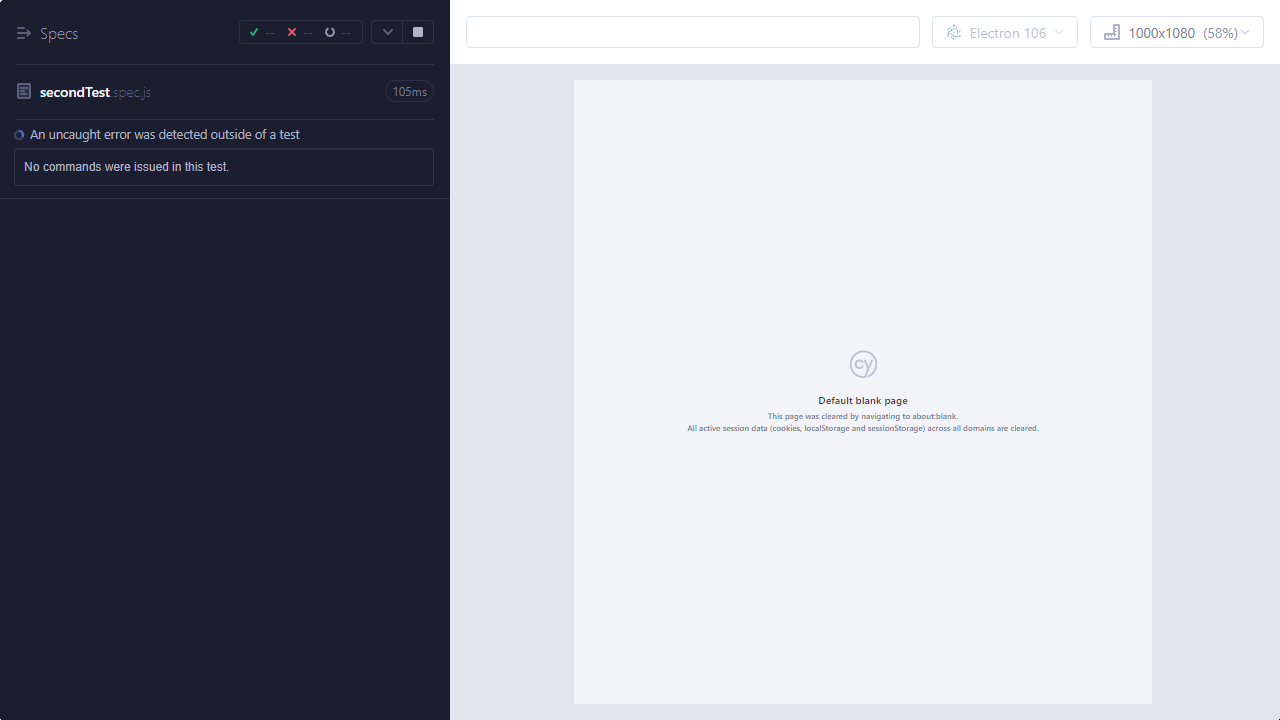 Specs
-- -- --
secondTest.spec.js
105ms
An uncaught error was detected outside of a test
No commands were issued in this test.
Electron 106
1000x1080 (58%)
cy
Default blank page
This page was cleared by navigating to about:blank.
All active session data (cookies, localStorage and sessionStorage) across all domains are cleared.